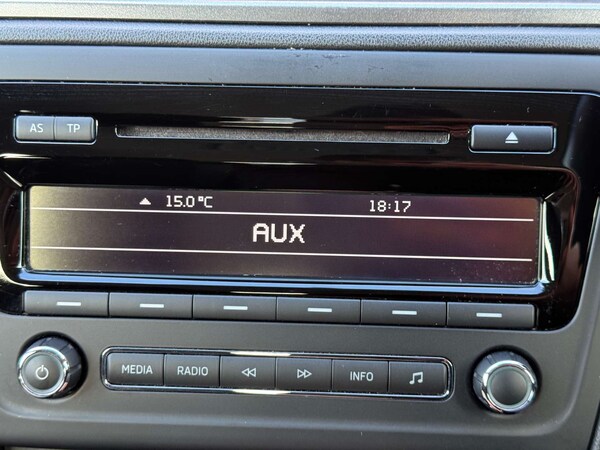 AS TP
15.0 °C 18:17
AUX
MEDIA RADIO INFO